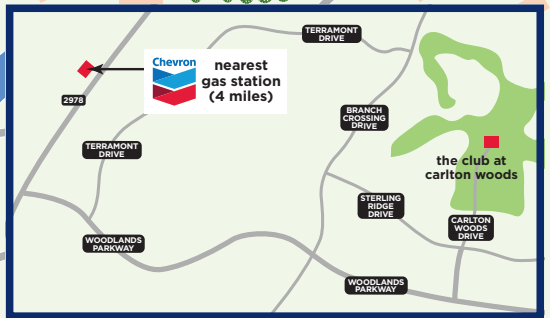 TERRAMONT
DRIVE
Chevron
nearest
gas station
(4 miles)
2978
BRANCH
CROSSING
DRIVE
TERRAMONT
DRIVE
the club at
carlton woods
STERLING
RIDGE
DRIVE
CARLTON
WOODS
DRIVE
WOODLANDS
PARKWAY
WOODLANDS
PARKWAY